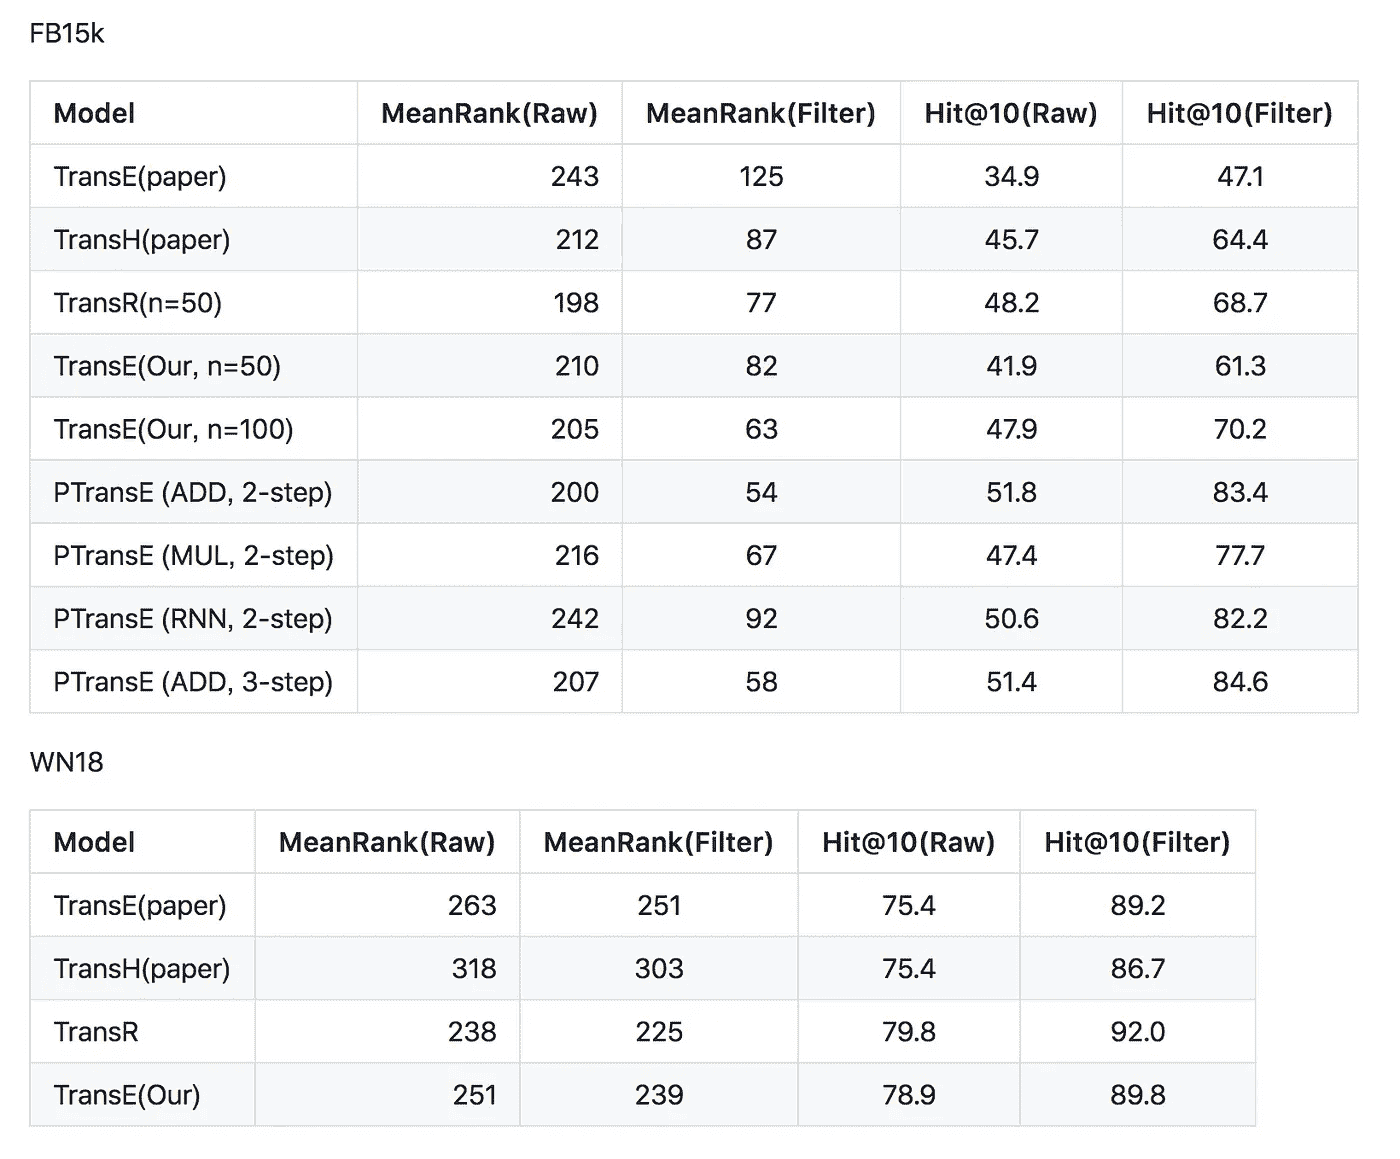 FB15k
Model MeanRank(Raw) MeanRank(Filter) Hit@10(Raw) Hit@10(Filter)
TransE(paper) 243 125 34.9 47.1
TransH(paper) 212 87 45.7 64.4
TransR(n=50) 198 77 48.2 68.7
TransE(Our, n=50) 210 82 41.9 61.3
TransE(Our, n=100) 205 63 47.9 70.2
PTransE (ADD, 2-step) 200 54 51.8 83.4
PTransE (MUL, 2-step) 216 67 47.4 77.7
PTransE (RNN, 2-step) 242 92 50.6 82.2
PTransE (ADD, 3-step) 207 58 51.4 84.6
WN18
Model MeanRank(Raw) MeanRank(Filter) Hit@10(Raw) Hit@10(Filter)
TransE(paper) 263 251 75.4 89.2
TransH(paper) 318 303 75.4 86.7
TransR 238 225 79.8 92.0
TransE(Our) 251 239 78.9 89.8